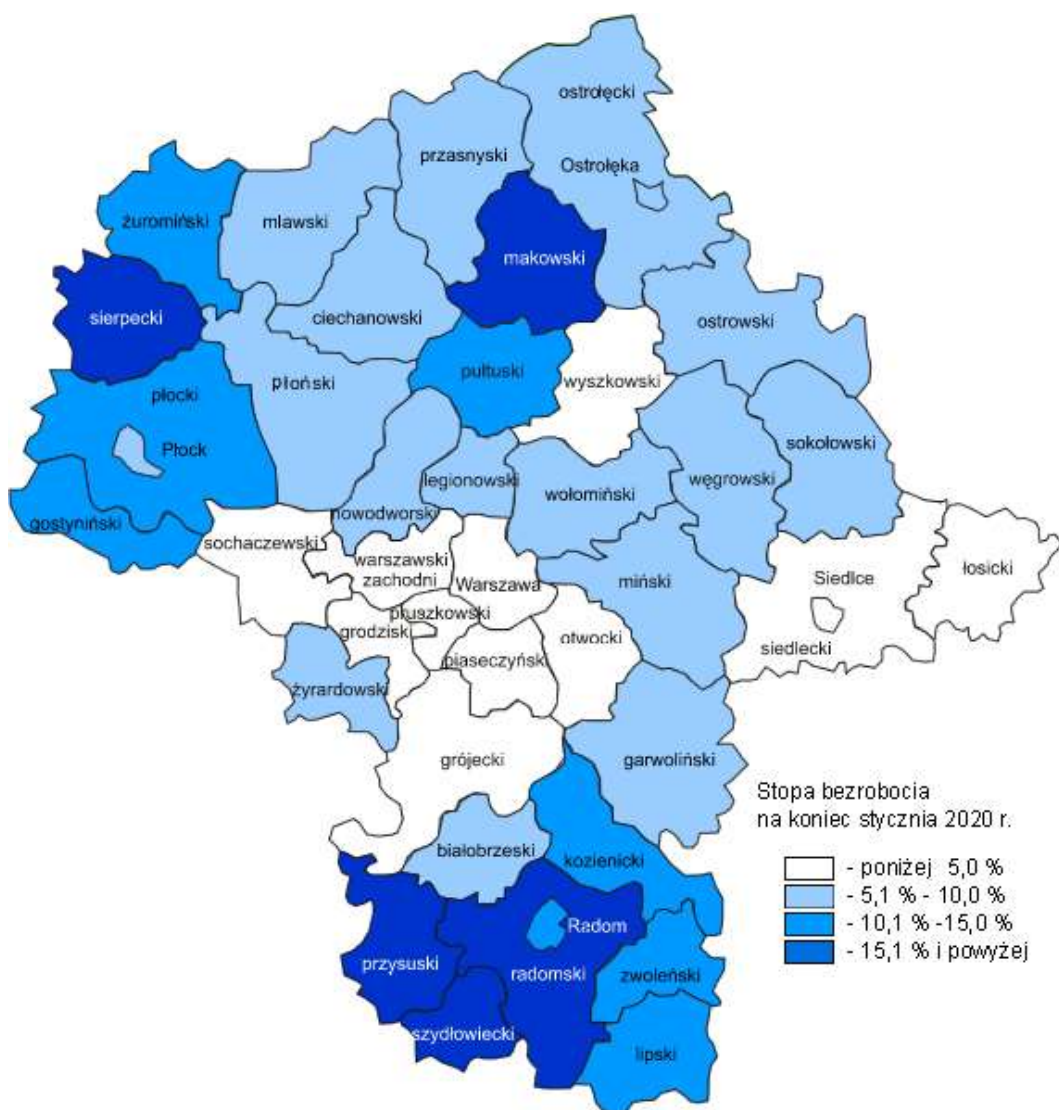 ostrołęcki
przasnyski
Ostrołęka
żuromiński
mlawski
makowski
sierpecki
ciechanowski
ostrowski
płocki
płoński
pułtuski
wyszkowski
Płock
sokołowski
legionowski
wołomiński
węgrowski
gostyniński
nowodworski
sochaczewski
warszawski
zachodni
Warszawa
miński
Siedlce
łosicki
pruszkowski
grodziski
otwocki
siedlecki
piaseczyński
żyrardowski
grójecki
garwoliński
Stopa bezrobocia
na koniec stycznia 2020 r.
białobrzeski
kozienicki
- poniżej 5,0 %
- 5,1 % - 10,0 %
- 10,1 % -15,0 %
- 15,1 % i powyżej
Radom
przysuski
radomski
zwoleński
szydłowiecki
lipski